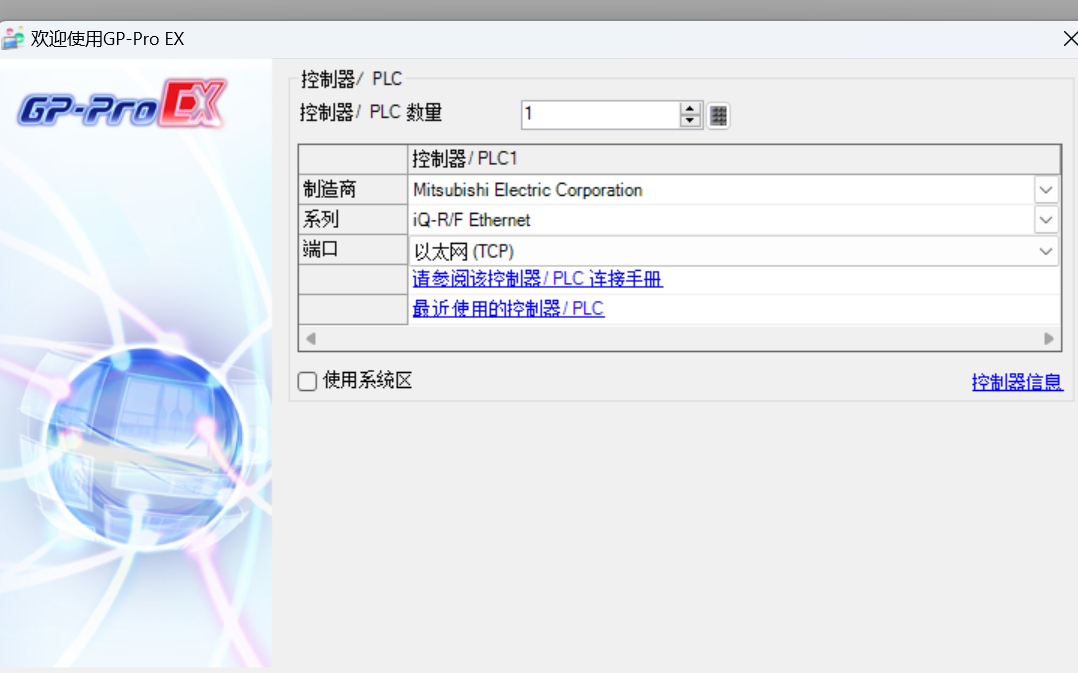 欢迎使用GP-Pro EX
GP-Pro EX
控制器/ PLC
控制器/ PLC 数量
1
控制器/ PLC1
制造商
Mitsubishi Electric Corporation
系列
iQ-R/F Ethernet
端口
以太网 (TCP)
请参阅该控制器/ PLC 连接手册
最近使用的控制器/ PLC
使用系统区
控制器信息